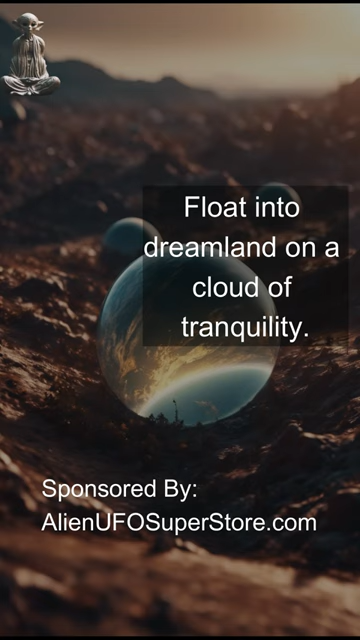 Float into
dreamland on a
cloud of
tranquility.
Sponsored By:
AlienUFOSuperStore.com